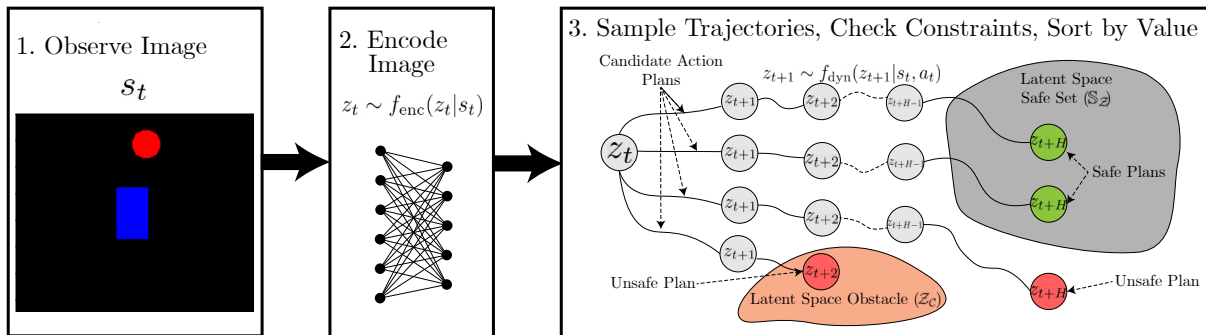 1. Observe Image
s_t
2. Encode
Image
z_t ∼ f_enc(z_t|s_t)
3. Sample Trajectories, Check Constraints, Sort by Value
Candidate Action
Plans
z_{t+1} ∼ f_dyn(z_{t+1}|s_t, a_t)
Latent Space
Safe Set (𝕊_𝒵)
z_t
z_{t+1}
z_{t+2}
z_{t+H−1}
z_{t+H}
z_{t+1}
z_{t+2}
z_{t+H−1}
Safe Plans
z_{t+1}
z_{t+2}
z_{t+H−1}
z_{t+H}
z_{t+1}
z_{t+2}
Unsafe Plan
Latent Space Obstacle (𝒵_𝒞)
z_{t+H}
Unsafe Plan